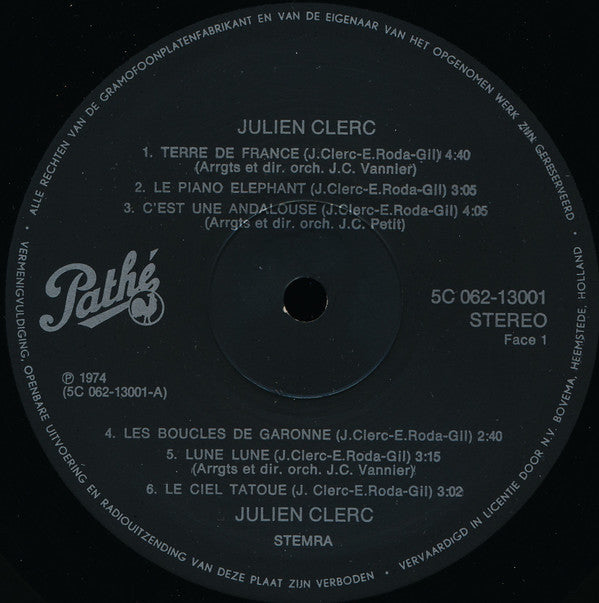 ALLE RECHTEN VAN DE GRAMOFOONPLATENFABRIKANT EN VAN DE EIGENAAR VAN HET OPGENOMEN WERK ZIJN GERESERVEERD
JULIEN CLERC
1. TERRE DE FRANCE (J.Clerc-E.Roda-Gil) 4:40
(Arrgts et dir. orch. J.C. Vannier)
2. LE PIANO ELEPHANT (J.Clerc-E.Roda-Gil) 3:05
3. C'EST UNE ANDALOUSE (J.Clerc-E.Roda-Gil) 4:05
(Arrgts et dir. orch. J.C. Petit)
Pathé
5C 062-13001
STEREO
Face 1
℗ 1974
(5C 062-13001-A)
4. LES BOUCLES DE GARONNE (J.Clerc-E.Roda-Gil) 2:40
5. LUNE LUNE (J.Clerc-E.Roda-Gil) 3:15
(Arrgts et dir. orch. J.C. Vannier)
6. LE CIEL TATOUE (J. Clerc-E.Roda-Gil) 3:02
JULIEN CLERC
STEMRA
VERMENIGVULDIGING, OPENBARE UITVOERING EN RADIOUITZENDING VAN DEZE PLAAT ZIJN VERBODEN • VERVAARDIGD IN LICENTIE DOOR N.V. BOVEMA, HEEMSTEDE, HOLLAND